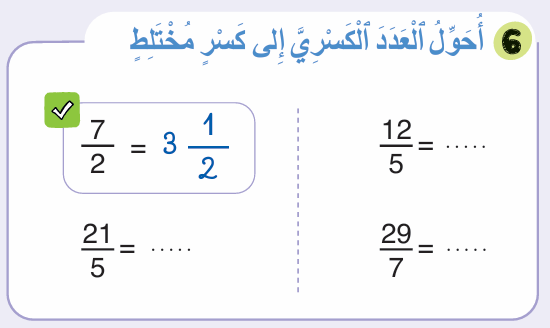 6 أُحَوِّلُ ٱلْعَدَدَ ٱلْكَسْرِيَّ إِلى كَسْرٍ مُخْتَلِطٍ
7/2 = 3 1/2
12/5 = .....
21/5 = .....
29/7 = .....